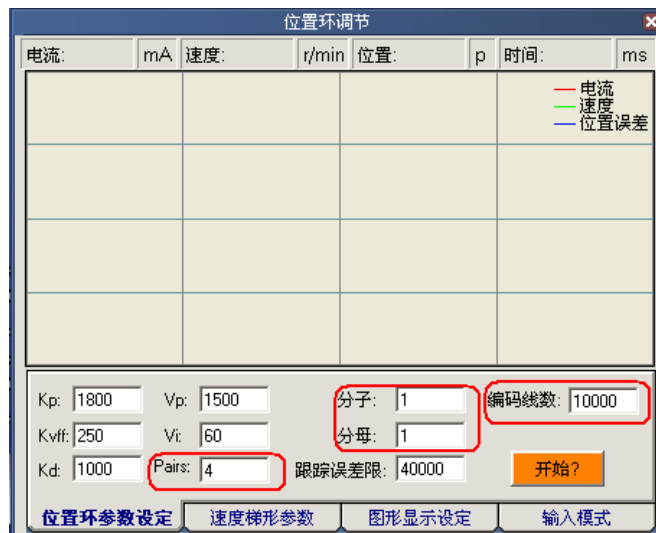 位置环调节
电流: mA 速度: r/min 位置: p 时间: ms
电流
速度
位置误差
Kp: 1800 Vp: 1500 分子: 1 编码线数: 10000
Kvff: 250 Vi: 60 分母: 1
Kd: 1000 Pairs: 4 跟踪误差限: 40000 开始?
位置环参数设定 速度梯形参数 图形显示设定 输入模式